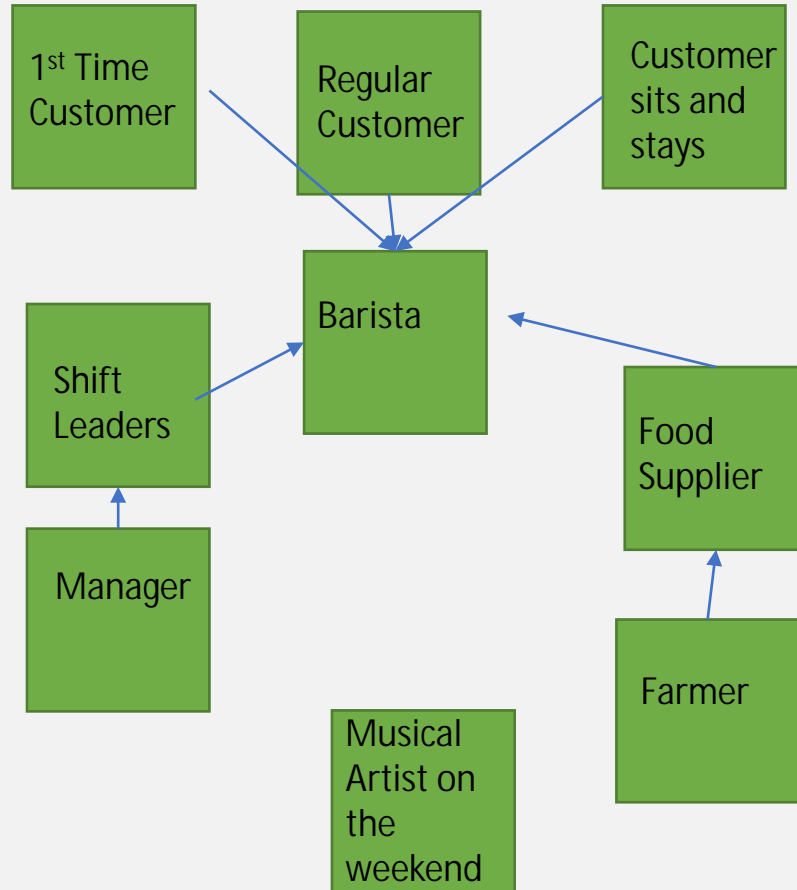 1st Time
Customer
Regular
Customer
Customer
sits and
stays
Barista
Shift
Leaders
Food
Supplier
Manager
Farmer
Musical
Artist on
the
weekend